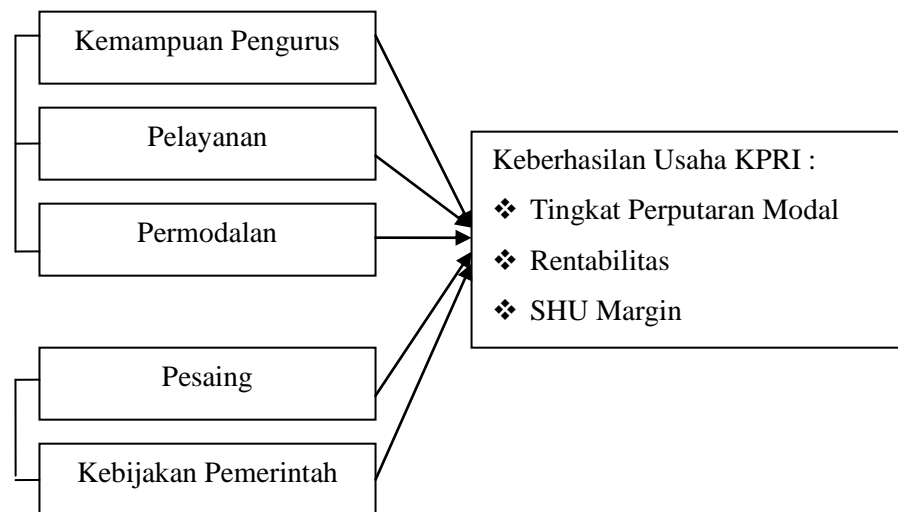 Kemampuan Pengurus
Pelayanan
Permodalan
Pesaing
Kebijakan Pemerintah
Keberhasilan Usaha KPRI :
❖ Tingkat Perputaran Modal
❖ Rentabilitas
❖ SHU Margin